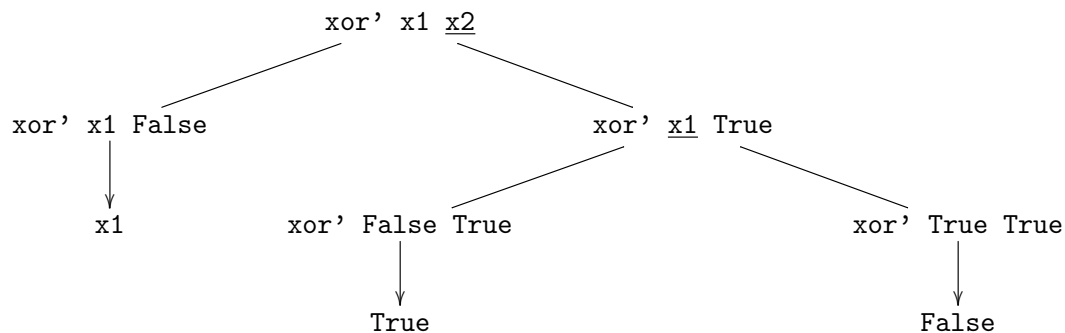 xor' x1 x2
xor' x1 False
xor' x1 True
x1
xor' False True
xor' True True
True
False